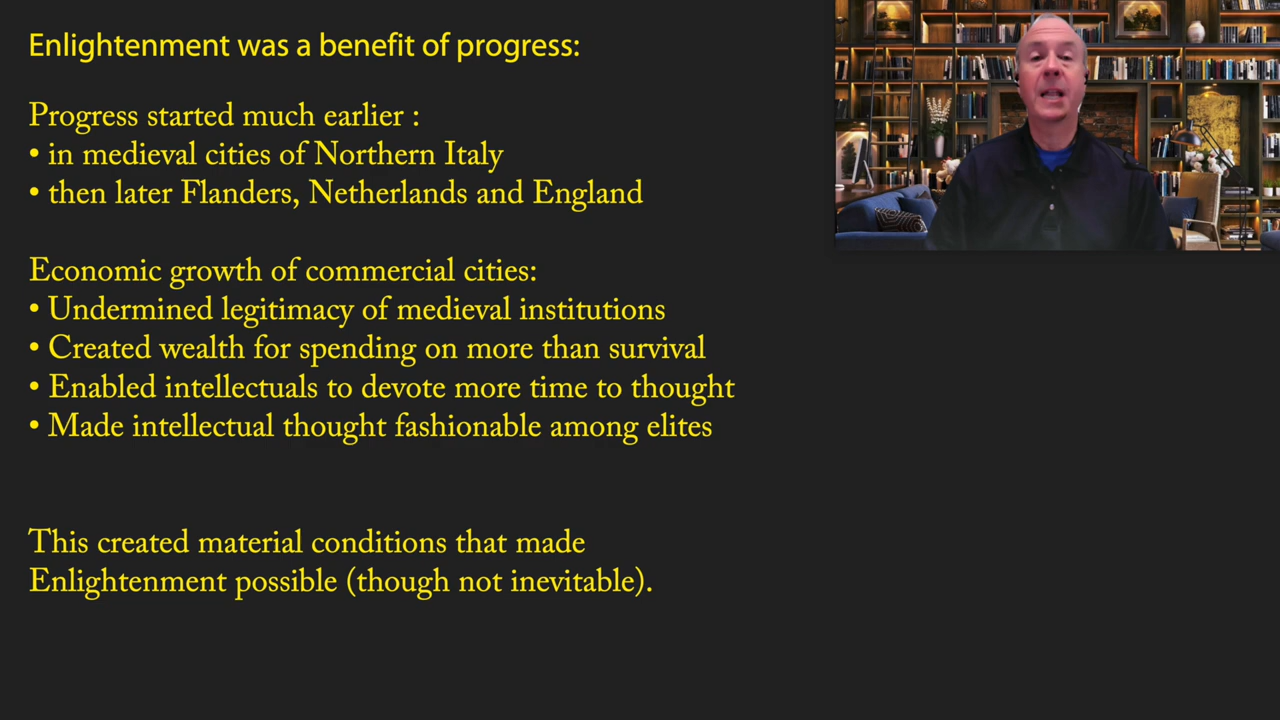 Enlightenment was a benefit of progress:
Progress started much earlier :
• in medieval cities of Northern Italy
• then later Flanders, Netherlands and England
Economic growth of commercial cities:
• Undermined legitimacy of medieval institutions
• Created wealth for spending on more than survival
• Enabled intellectuals to devote more time to thought
• Made intellectual thought fashionable among elites
This created material conditions that made
Enlightenment possible (though not inevitable).